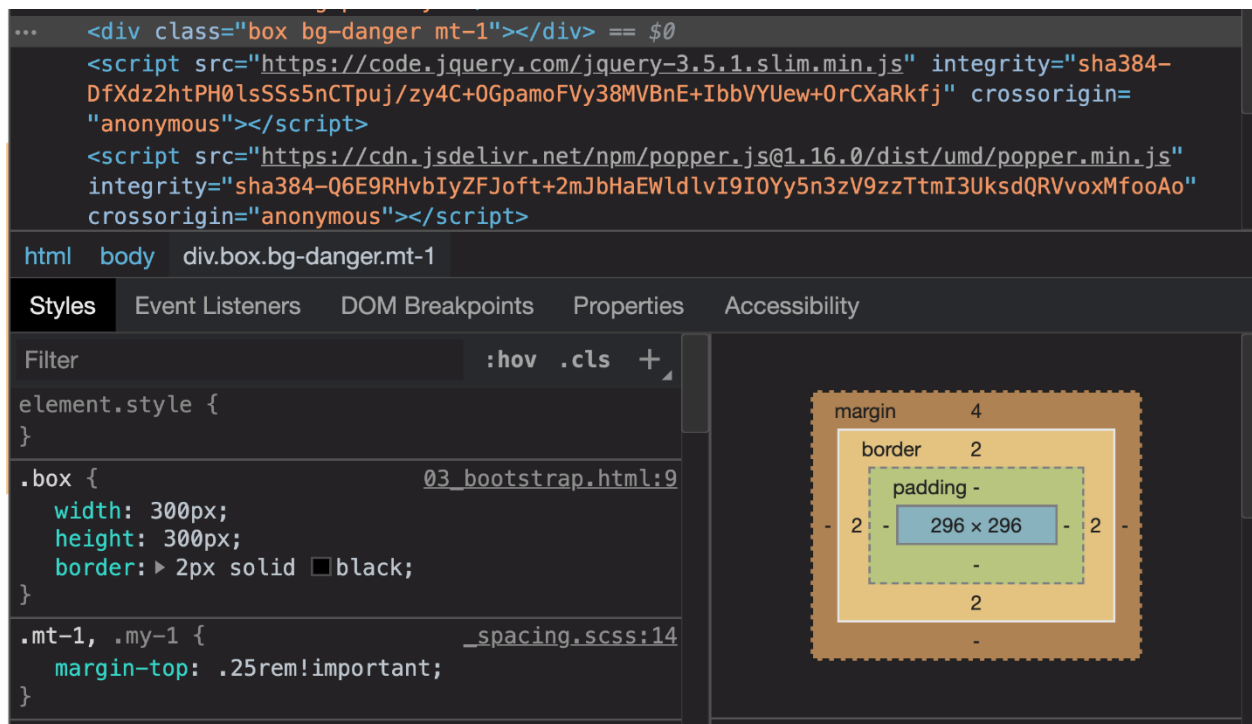 ... <div class="box bg-danger mt-1"></div> == $0
<script src="https://code.jquery.com/jquery-3.5.1.slim.min.js" integrity="sha384-
DfXdz2htPH0lsSSs5nCTpuj/zy4C+OGpamoFVy38MVBnE+IbbVYUew+OrCXaRkfj" crossorigin=
"anonymous"></script>
<script src="https://cdn.jsdelivr.net/npm/popper.js@1.16.0/dist/umd/popper.min.js"
integrity="sha384-Q6E9RHvbIyZFJoft+2mJbHaEWldlvI9IOYy5n3zV9zzTtmI3UksdQRVvoxMfooAo"
crossorigin="anonymous"></script>
html body div.box.bg-danger.mt-1
Styles Event Listeners DOM Breakpoints Properties Accessibility
Filter :hov .cls +
element.style {
}
.box { 03_bootstrap.html:9
width: 300px;
height: 300px;
border: 2px solid black;
}
.mt-1, .my-1 { _spacing.scss:14
margin-top: .25rem!important;
}
margin 4
border 2
padding -
- 2 - 296 × 296 - 2 -
-
2
-